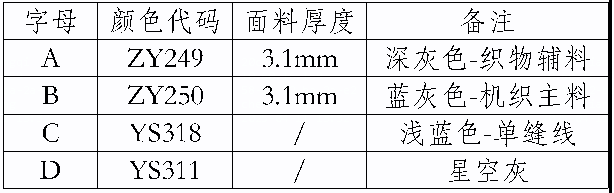 字母 颜色代码 面料厚度 备注
A ZY249 3.1mm 深灰色-织物辅料
B ZY250 3.1mm 蓝灰色-机织主料
C YS318 / 浅蓝色-单缝线
D YS311 / 星空灰